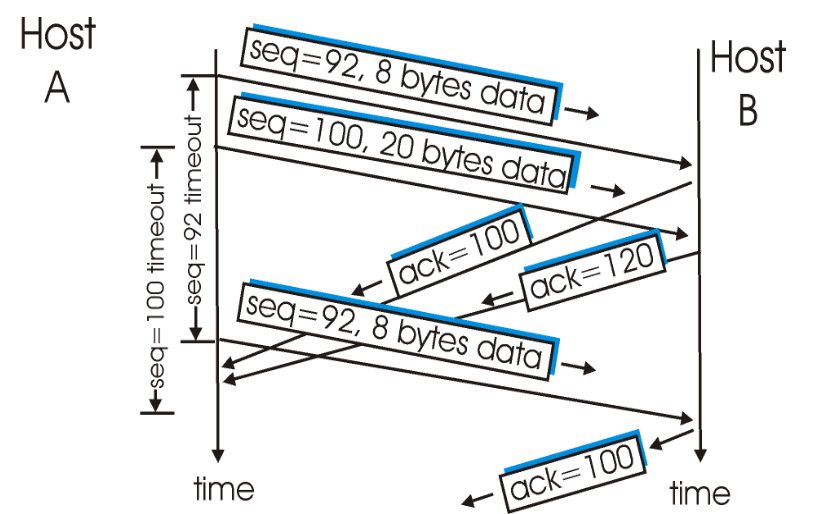 Host
A
Host
B
seq=92, 8 bytes data
seq=100, 20 bytes data
seq=100 timeout
seq=92 timeout
ack=100
ack=120
seq=92, 8 bytes data
ack=100
time
time